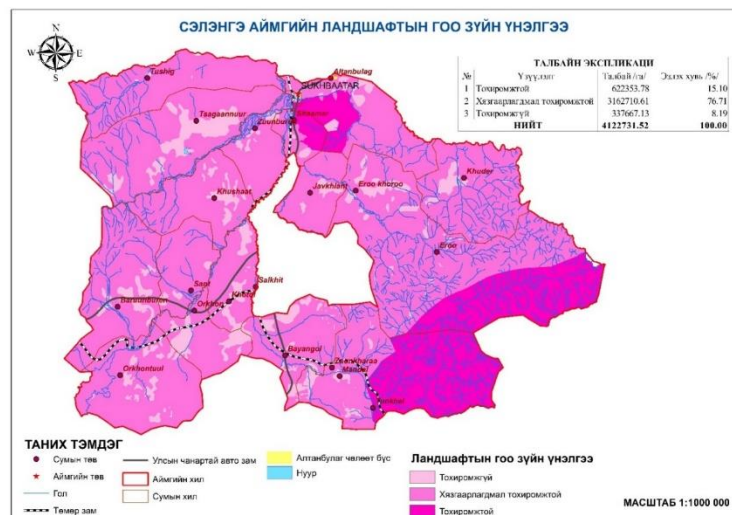 СЭЛЭНГЭ АЙМГИЙН ЛАНДШАФТЫН ГОО ЗҮЙН ҮНЭЛГЭЭ
N
W E
S
ТАЛБАЙН ЭКСПЛИКАЦИ
№ Үзүүлэлт Талбай /га/ Эзлэх хувь /%/
1 Тохиромжтой 622353.78 15.10
2 Хязгаарлагдмал тохиромжтой 3162710.61 76.71
3 Тохиромжгүй 337667.13 8.19
НИЙТ 4122731.52 100.00
Tushig
Altanbulag
SUKHBAATAR
Tsagaannuur
Zuunburen
Shaamar
Khushaat
Javkhlant
Eroo khoroo
Khuder
Eroo
Sant
Salkhit
Baruunburen
Orkhon
Khutul
Bayangol
Zuunkharaa
Mandal
Orkhontuul
ТАНИХ ТЭМДЭГ
Сумын төв
Аймгийн төв
Гол
Төмөр зам
Улсын чанартай авто зам
Аймгийн хил
Сумын хил
Алтанбулаг чөлөөт бүс
Нуур
Ландшафтын гоо зүйн үнэлгээ
Тохиромжгүй
Хязгаарлагдмал тохиромжтой
Тохиромжтой
МАСШТАБ 1:1000 000